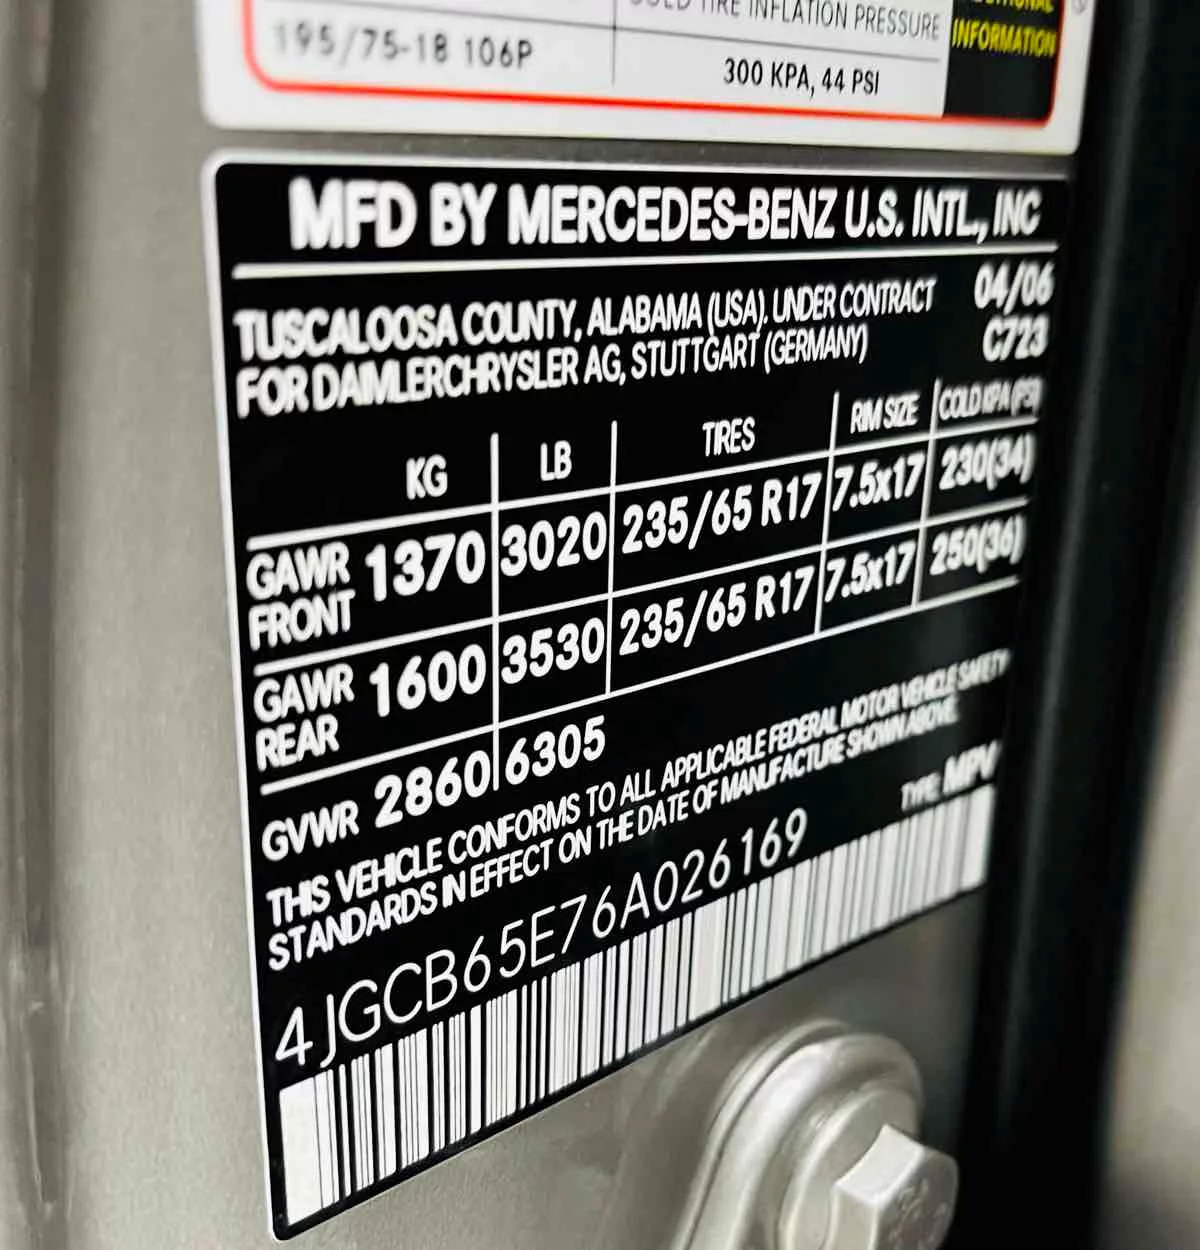 TIRE INFLATION PRESSURE
INFORMATION
195/75-18 106P
300 KPA, 44 PSI
MFD BY MERCEDES-BENZ U.S. INTL., INC
TUSCALOOSA COUNTY, ALABAMA (USA). UNDER CONTRACT 04/06
FOR DAIMLERCHRYSLER AG, STUTTGART (GERMANY) C723
KG LB TIRES RIM SIZE COLD KPA (PSI)
GAWR FRONT 1370 3020 235/65 R17 7.5x17 230(34)
GAWR REAR 1600 3530 235/65 R17 7.5x17 250(36)
GVWR 2860 6305
THIS VEHICLE CONFORMS TO ALL APPLICABLE FEDERAL MOTOR VEHICLE SAFETY
STANDARDS IN EFFECT ON THE DATE OF MANUFACTURE SHOWN ABOVE.
4JGCB65E76A026169 TYPE: MPV